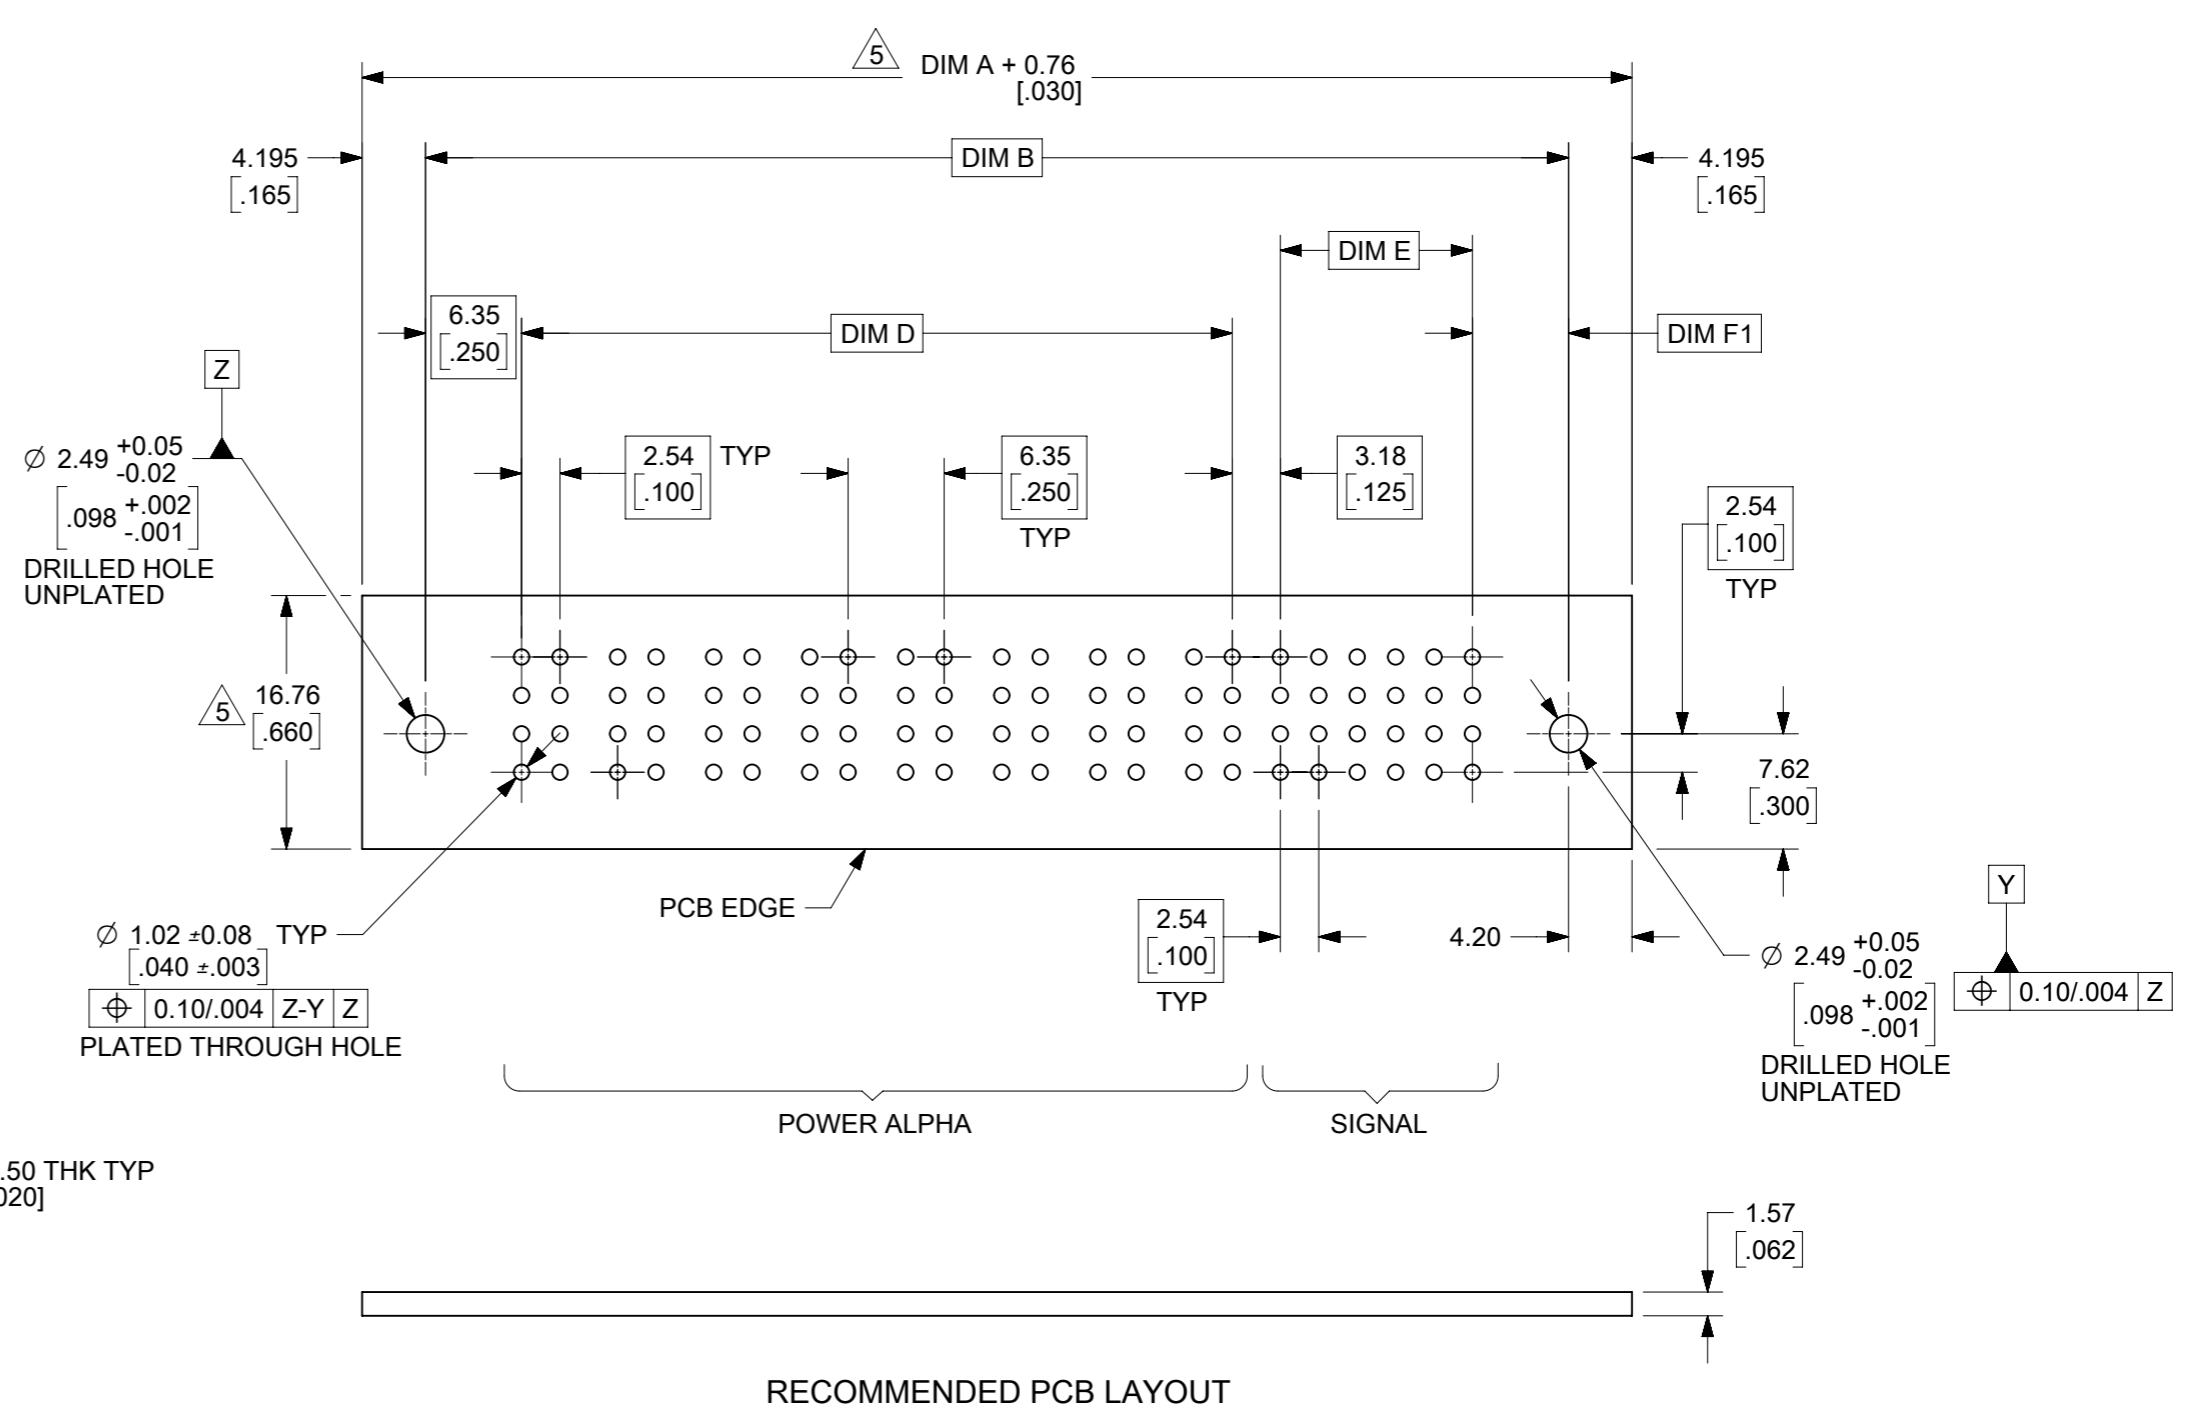 5
DIM A + 0.76
[.030]
4.195
[.165]
DIM B
4.195
[.165]
DIM E
6.35
[.250]
DIM D
DIM F1
Z
2.54 TYP
[.100]
6.35
[.250]
TYP
3.18
[.125]
2.54
[.100]
TYP
Ø 2.49 +0.05
-0.02
[.098 +.002
-.001]
DRILLED HOLE
UNPLATED
5
16.76
[.660]
7.62
[.300]
PCB EDGE
2.54
[.100]
TYP
4.20
Y
Ø 1.02 ±0.08 TYP
[.040 ±.003]
⌖ 0.10/.004 Z-Y Z
PLATED THROUGH HOLE
Ø 2.49 +0.05
-0.02
[.098 +.002
-.001]
⌖ 0.10/.004 Z
DRILLED HOLE
UNPLATED
POWER ALPHA
SIGNAL
.50 THK TYP
020]
1.57
[.062]
RECOMMENDED PCB LAYOUT